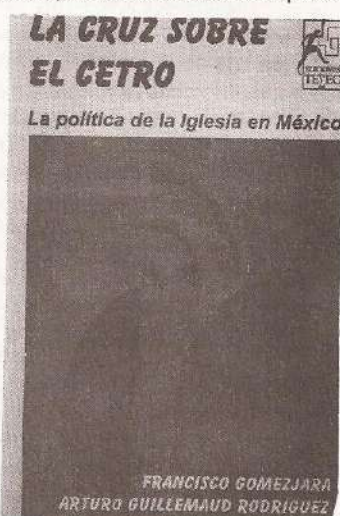 LA CRUZ SOBRE
EL CETRO
La política de la Iglesia en México
FRANCISCO GOMEZJARA
ARTURO GUILLEMAUD RODRIGUEZ